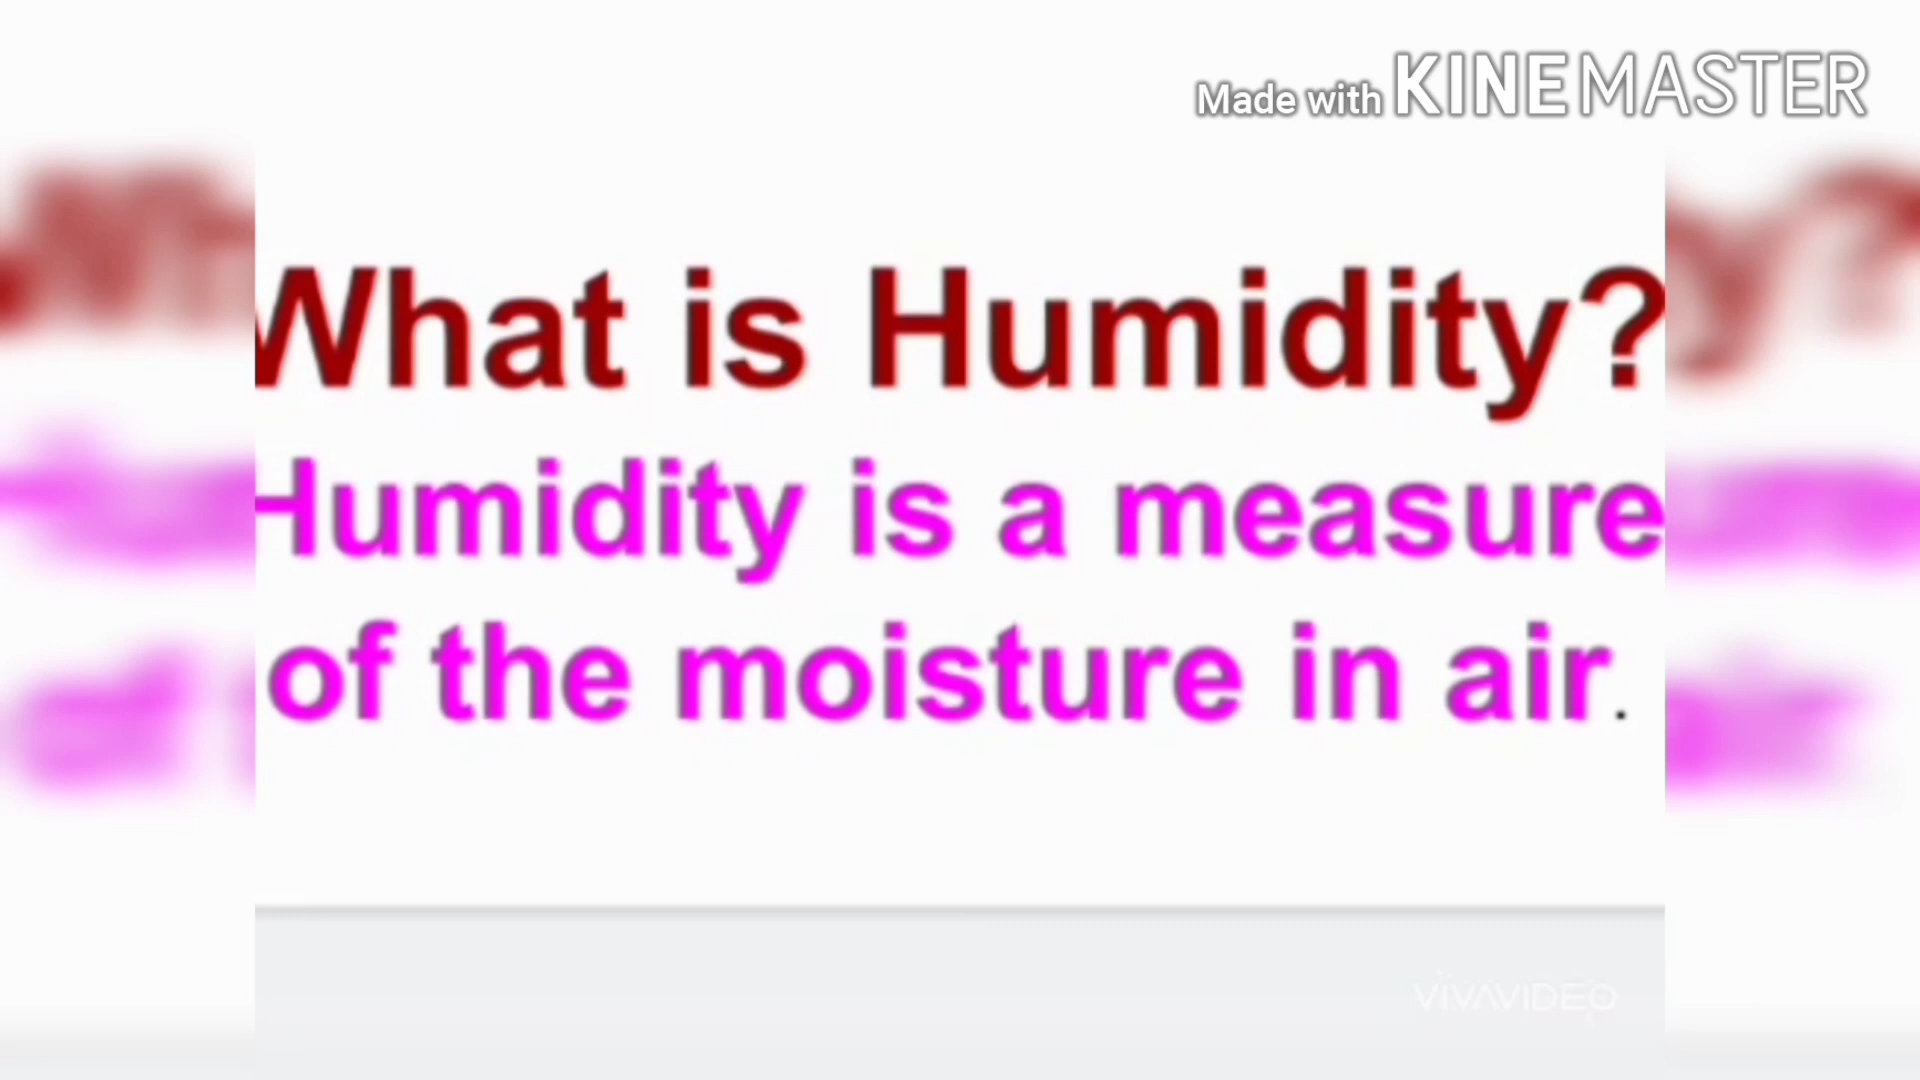 Made with KINEMASTER
What is Humidity?
Humidity is a measure
of the moisture in air.
VIVAVIDEO